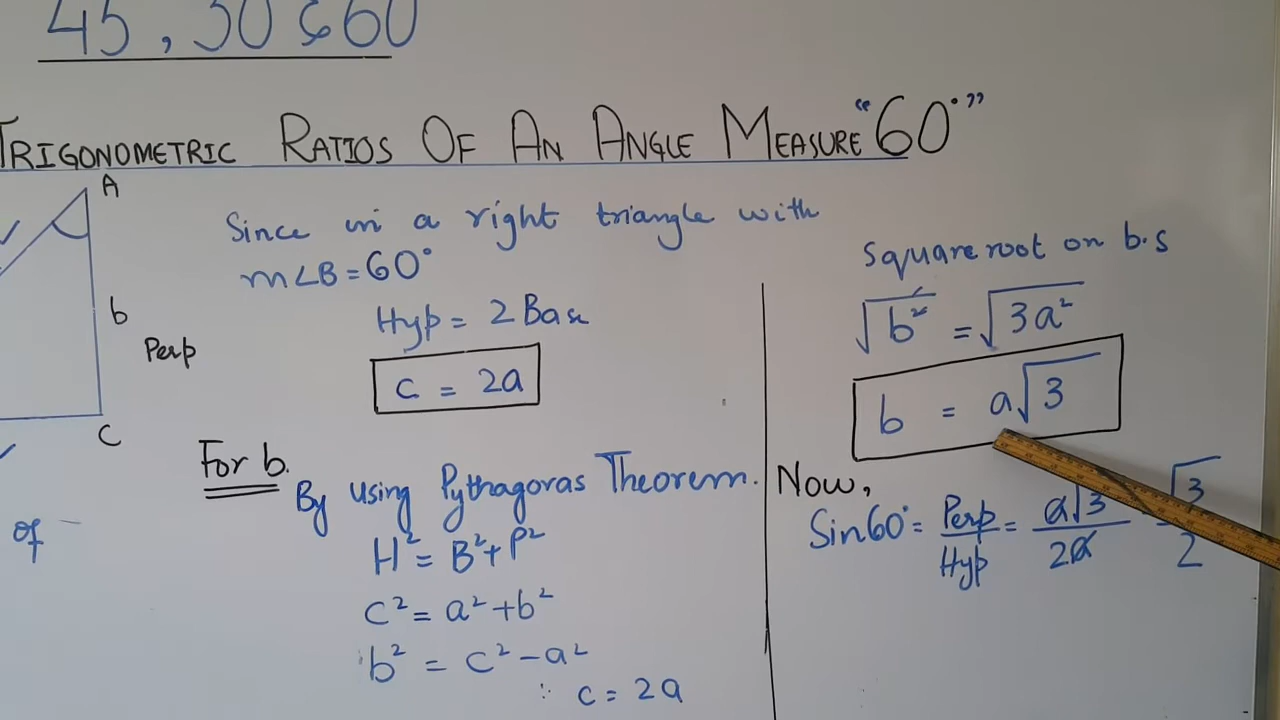 45, 30 & 60
TRIGONOMETRIC RATIOS OF AN ANGLE MEASURE "60°"
A
b
Perp
C
of
Since in a right triangle with
m∠B = 60°
Hyp = 2 Base
c = 2a
For b.
By using Pythagoras Theorem.
H² = B² + P²
c² = a² + b²
b² = c² - a²
∵ c = 2a
Square root on b.s
√b² = √3a²
b = a√3
Now,
Sin60° = Perp/Hyp = a√3/2a √3/2